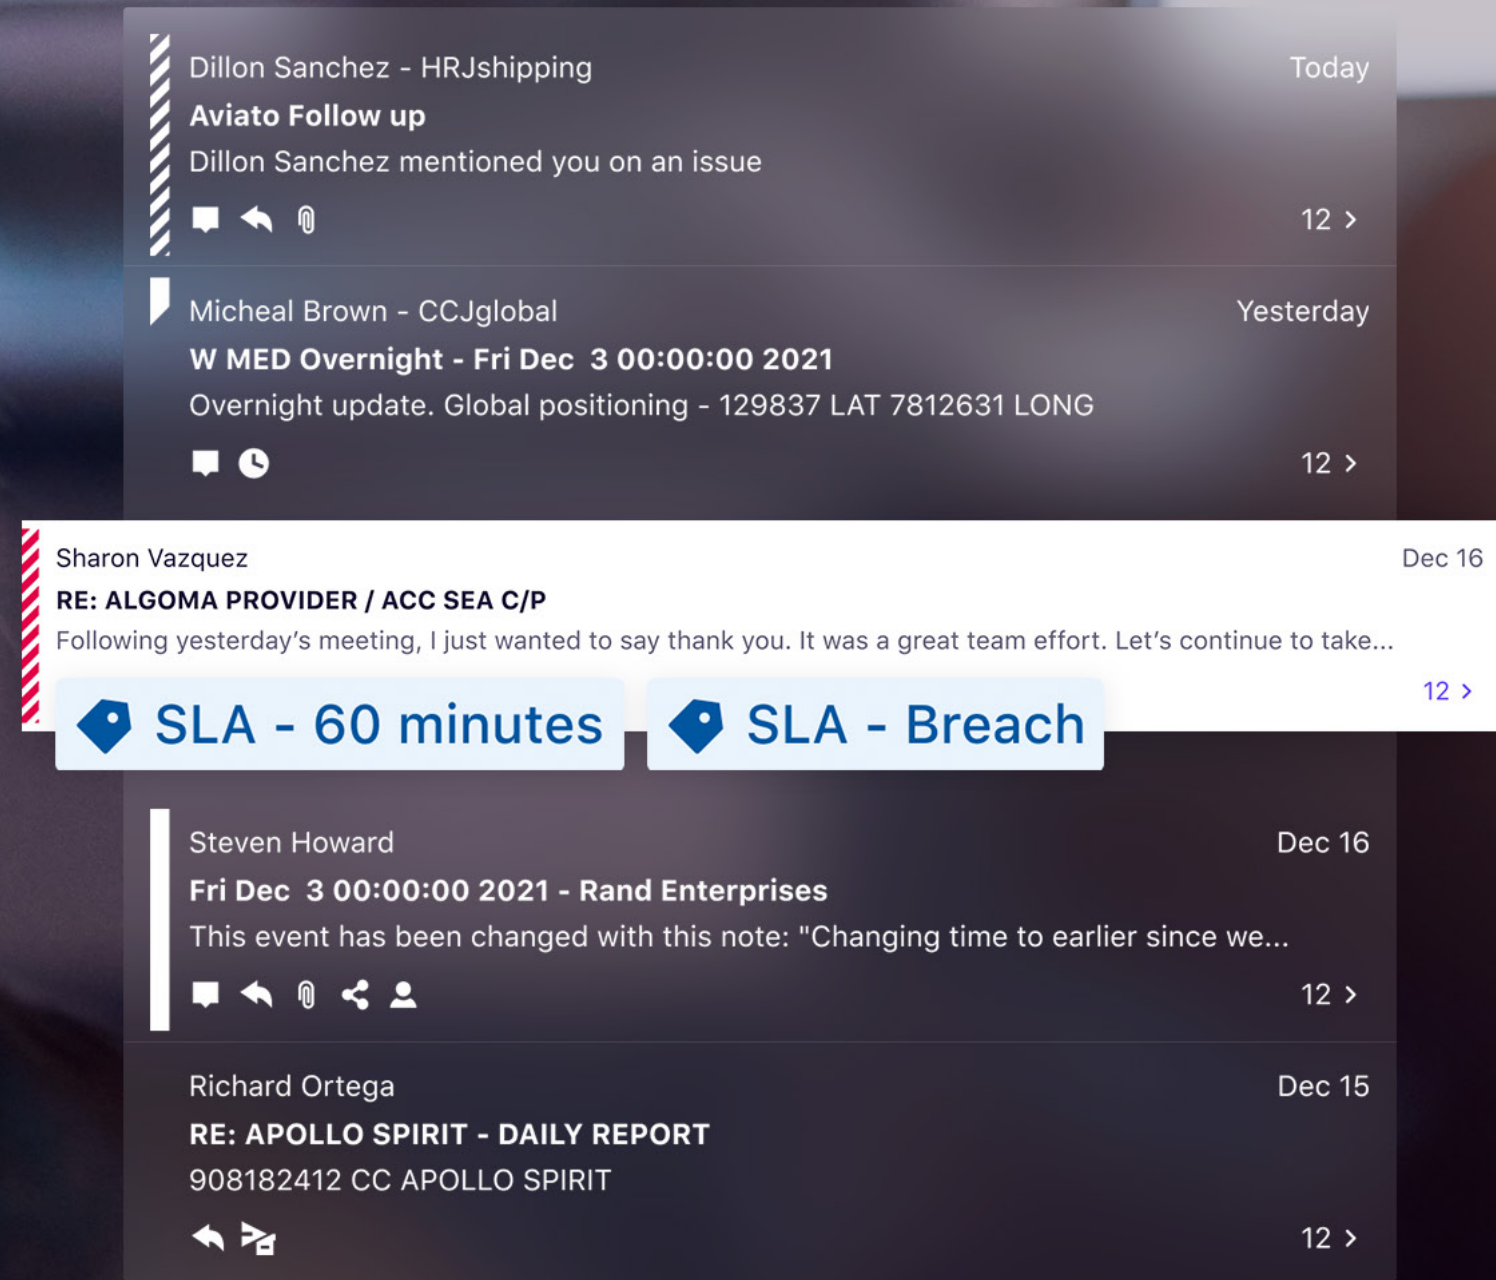 Dillon Sanchez - HRJshipping Today
Aviato Follow up
Dillon Sanchez mentioned you on an issue
12 >
Micheal Brown - CCJglobal Yesterday
W MED Overnight - Fri Dec  3 00:00:00 2021
Overnight update. Global positioning - 129837 LAT 7812631 LONG
12 >
Sharon Vazquez Dec 16
RE: ALGOMA PROVIDER / ACC SEA C/P
Following yesterday’s meeting, I just wanted to say thank you. It was a great team effort. Let’s continue to take...
12 >
SLA - 60 minutes SLA - Breach
Steven Howard Dec 16
Fri Dec  3 00:00:00 2021 - Rand Enterprises
This event has been changed with this note: "Changing time to earlier since we...
12 >
Richard Ortega Dec 15
RE: APOLLO SPIRIT - DAILY REPORT
908182412 CC APOLLO SPIRIT
12 >